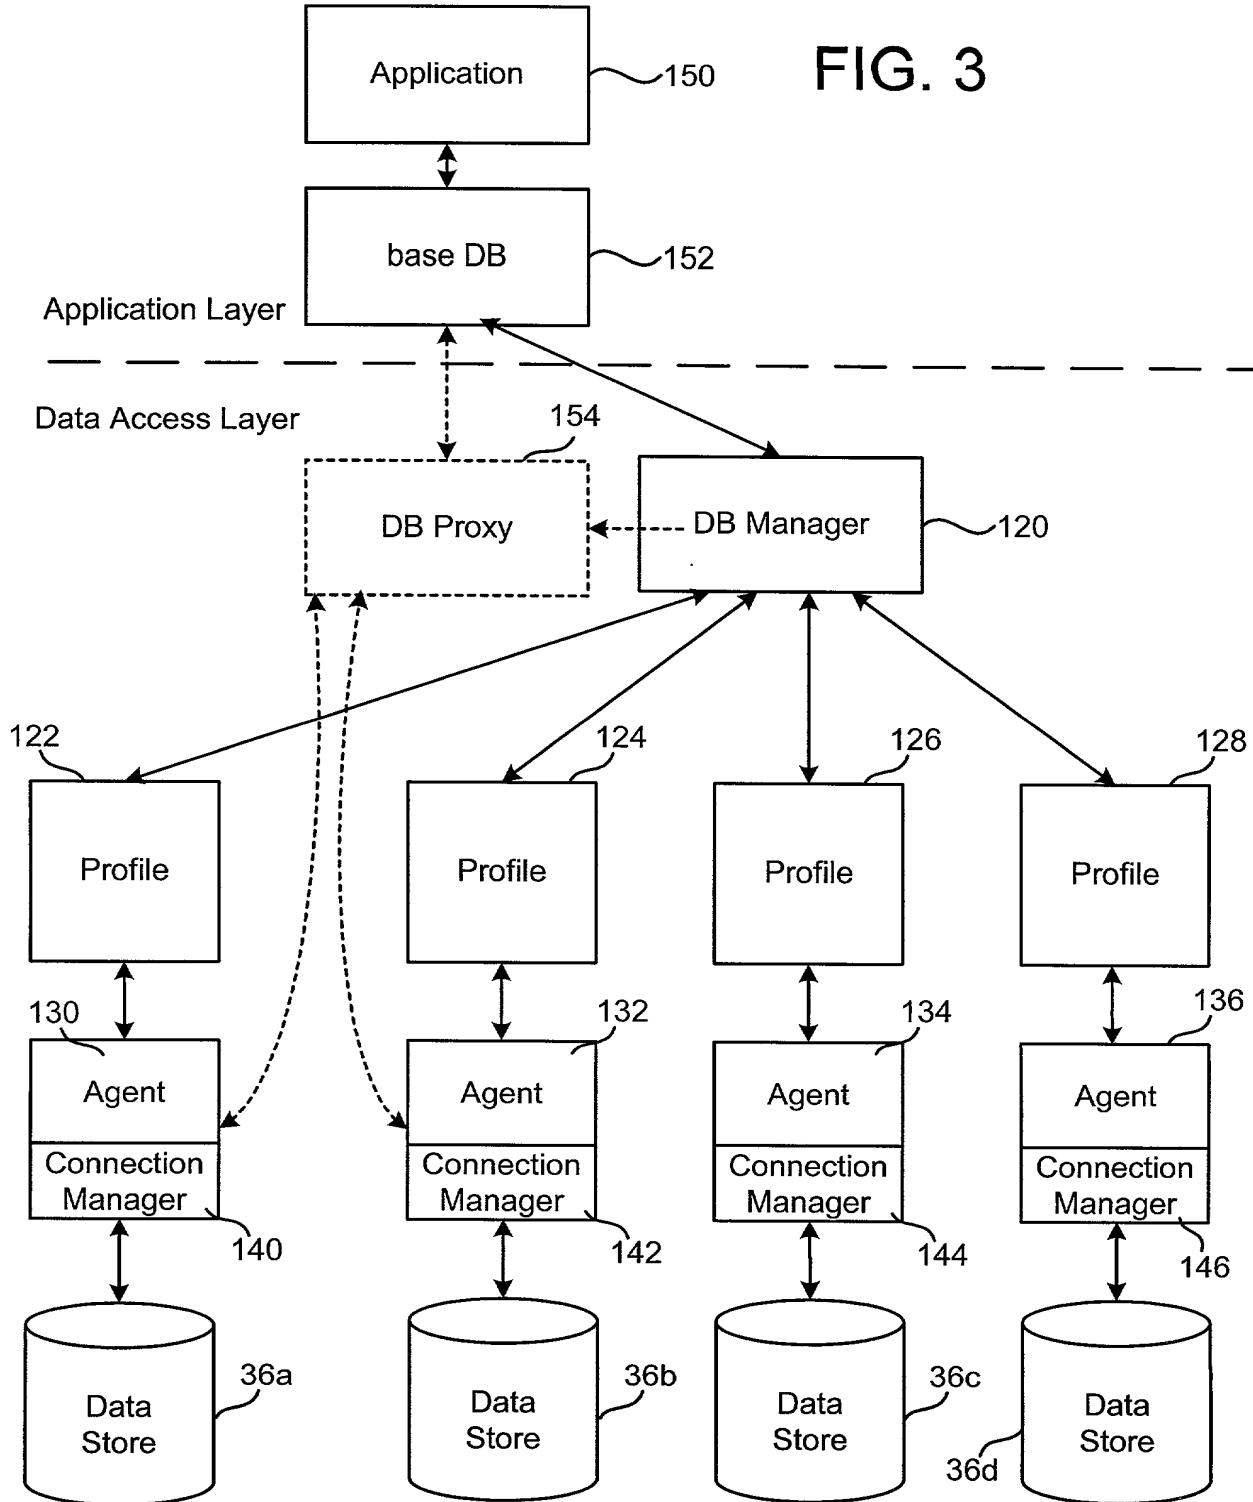 FIG. 3
Application
150
base DB
152
Application Layer
Data Access Layer
154
DB Proxy
DB Manager
120
122
124
126
128
Profile
Profile
Profile
Profile
130
132
134
136
Agent
Agent
Agent
Agent
Connection
Manager
Connection
Manager
Connection
Manager
Connection
Manager
140
142
144
146
36a
36b
36c
36d
Data
Store
Data
Store
Data
Store
Data
Store